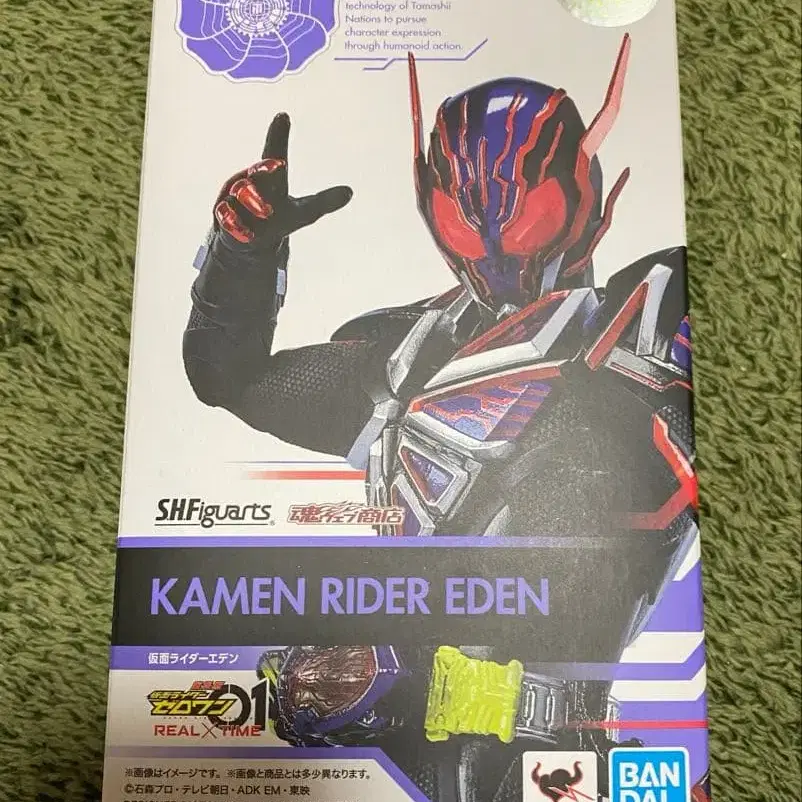 technology of Tamashii
Nations to pursue
character expression
through humanoid action.
S.H.Figuarts
魂ウェブ商店
KAMEN RIDER EDEN
仮面ライダーエデン
仮面ライダー
ゼロワン
01
REAL×TIME
※画像はイメージです。※画像と商品とは多少異なります。
©石森プロ・テレビ朝日・ADK EM・東映
BAN
DAI